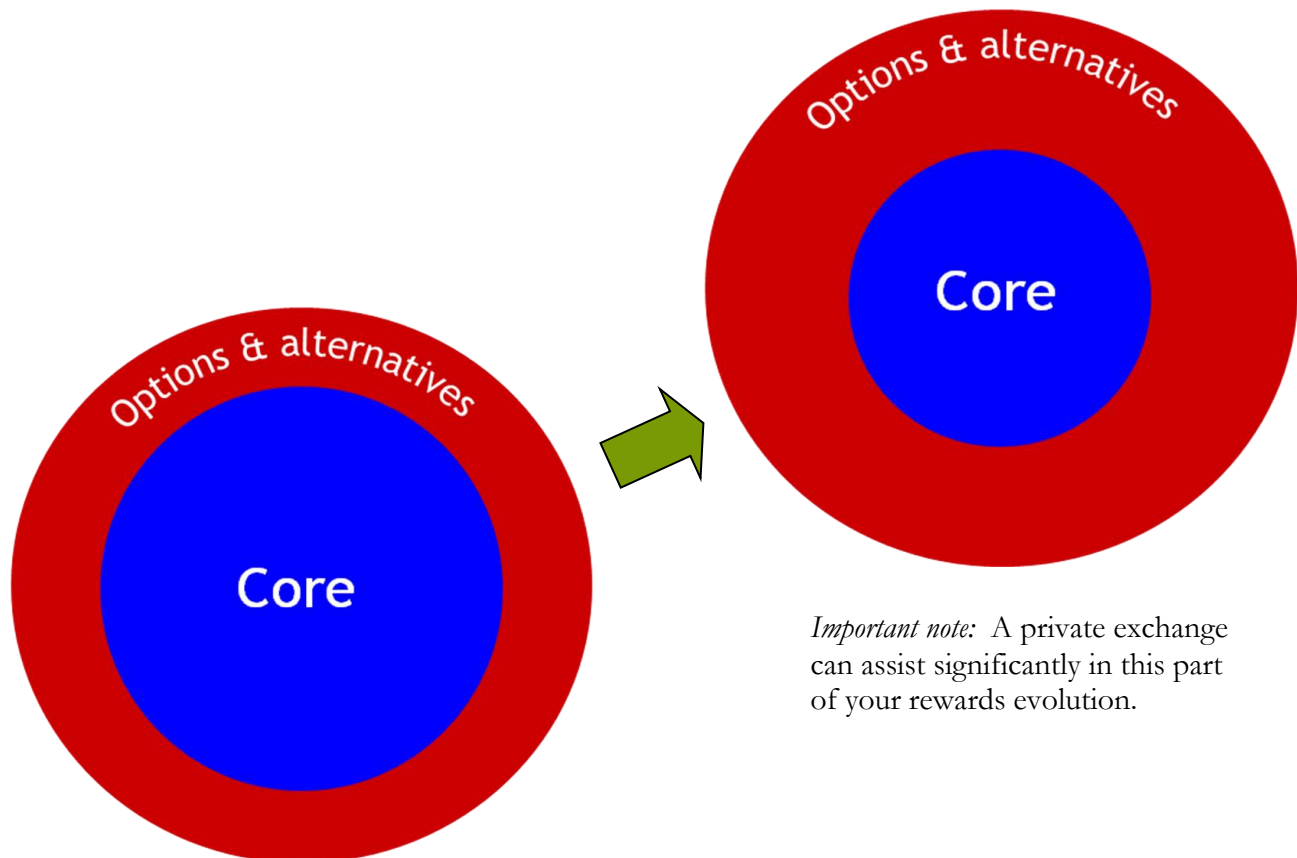 Options & alternatives
Core
Options & alternatives
Core
Important note:  A private exchange
can assist significantly in this part
of your rewards evolution.